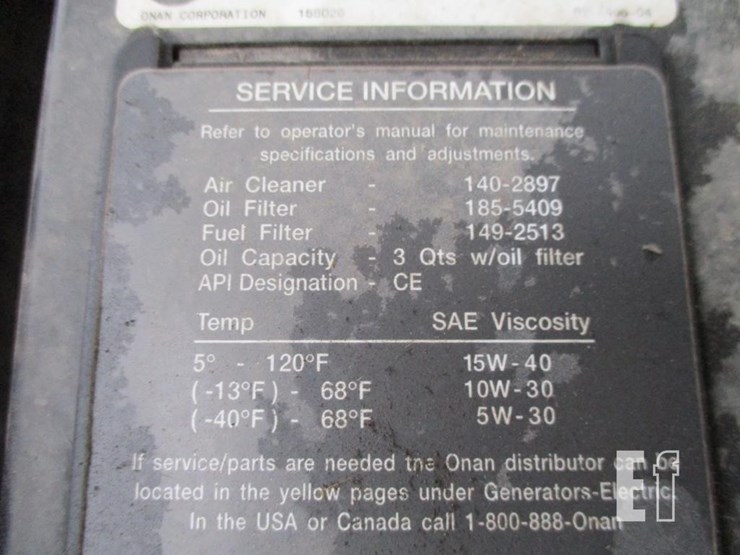 ONAN CORPORATION
SERVICE INFORMATION
Refer to operator's manual for maintenance
specifications and adjustments.
Air Cleaner - 140-2897
Oil Filter - 185-5409
Fuel Filter - 149-2513
Oil Capacity - 3 Qts w/oil filter
API Designation - CE
Temp SAE Viscosity
5° - 120°F 15W-40
(-13°F) - 68°F 10W-30
(-40°F) - 68°F 5W-30
If service/parts are needed the Onan distributor can be
located in the yellow pages under Generators-Electric.
In the USA or Canada call 1-800-888-Onan
Ef